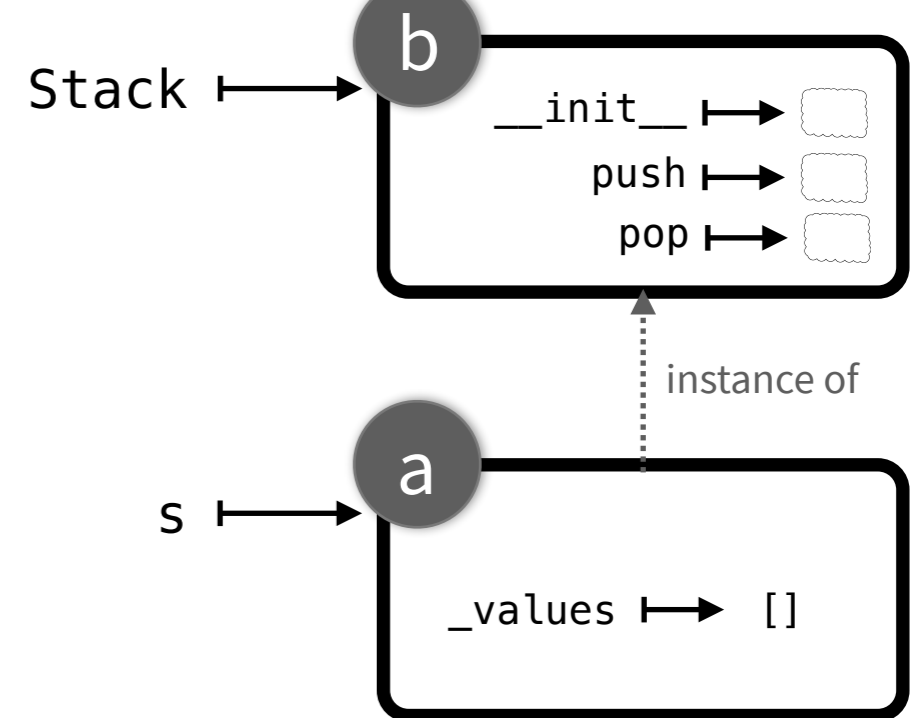 b
Stack
__init__
push
pop
instance of
a
s
_values []